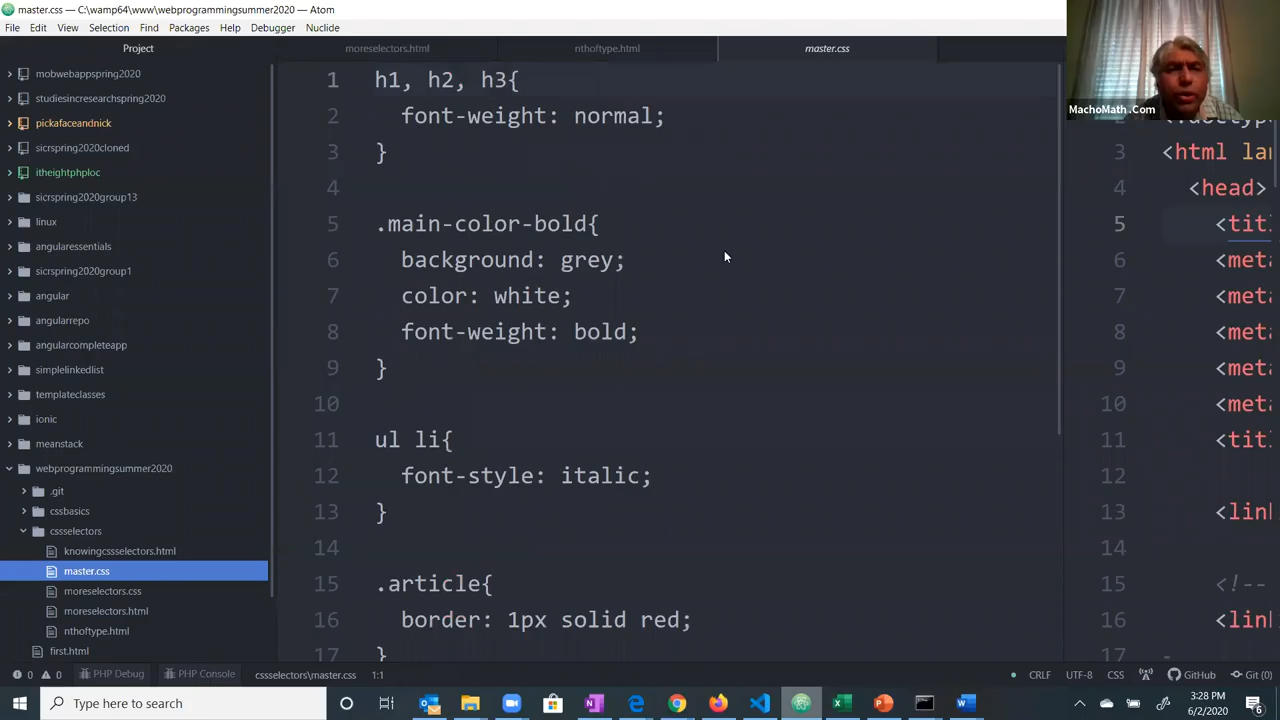 master.css — C:\wamp64\www\webprogrammingsummer2020 — Atom
File Edit View Selection Find Packages Help Debugger Nuclide
Project
mobwebappspring2020
studiesincresearchspring2020
pickafaceandnick
sicrspring2020cloned
itheightphploc
sicrspring2020group13
linux
angularessentials
sicrspring2020group1
angular
angularrepo
angularcompleteapp
simplelinkedlist
templateclasses
ionic
meanstack
webprogrammingsummer2020
.git
cssbasics
cssselectors
knowingcssselectors.html
master.css
moreselectors.css
moreselectors.html
nthoftype.html
first.html
moreselectors.html nthoftype.html master.css
1 h1, h2, h3{
2 font-weight: normal;
3 }
4
5 .main-color-bold{
6 background: grey;
7 color: white;
8 font-weight: bold;
9 }
10
11 ul li{
12 font-style: italic;
13 }
14
15 .article{
16 border: 1px solid red;
17 }
MachoMath .Com
3 <html lan
4 <head>
5 <tit
6 <meta
7 <meta
8 <meta
9 <meta
10 <meta
11 <tit
12
13 <lin
14
15 <!--
16 <lin
17
0 0 PHP Debug PHP Console cssselectors\master.css 1:1 CRLF UTF-8 CSS GitHub Git (0)
Type here to search
3:28 PM
6/2/2020
6